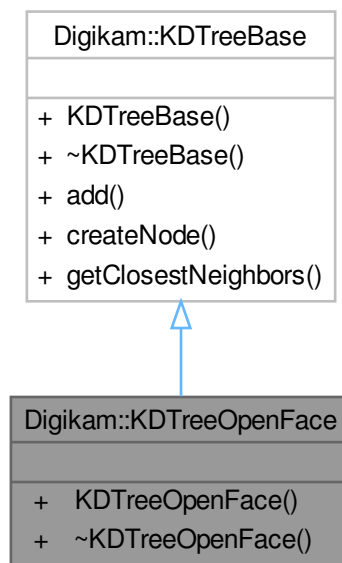 Digikam::KDTreeBase
+ KDTreeBase()
+ ~KDTreeBase()
+ add()
+ createNode()
+ getClosestNeighbors()
Digikam::KDTreeOpenFace
+ KDTreeOpenFace()
+ ~KDTreeOpenFace()